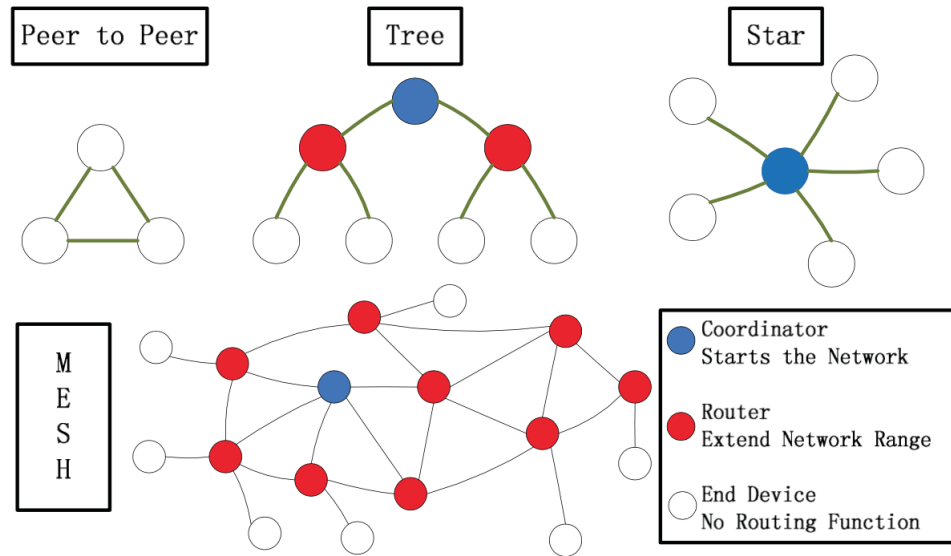 Peer to Peer
Tree
Star
M
E
S
H
Coordinator
Starts the Network
Router
Extend Network Range
End Device
No Routing Function